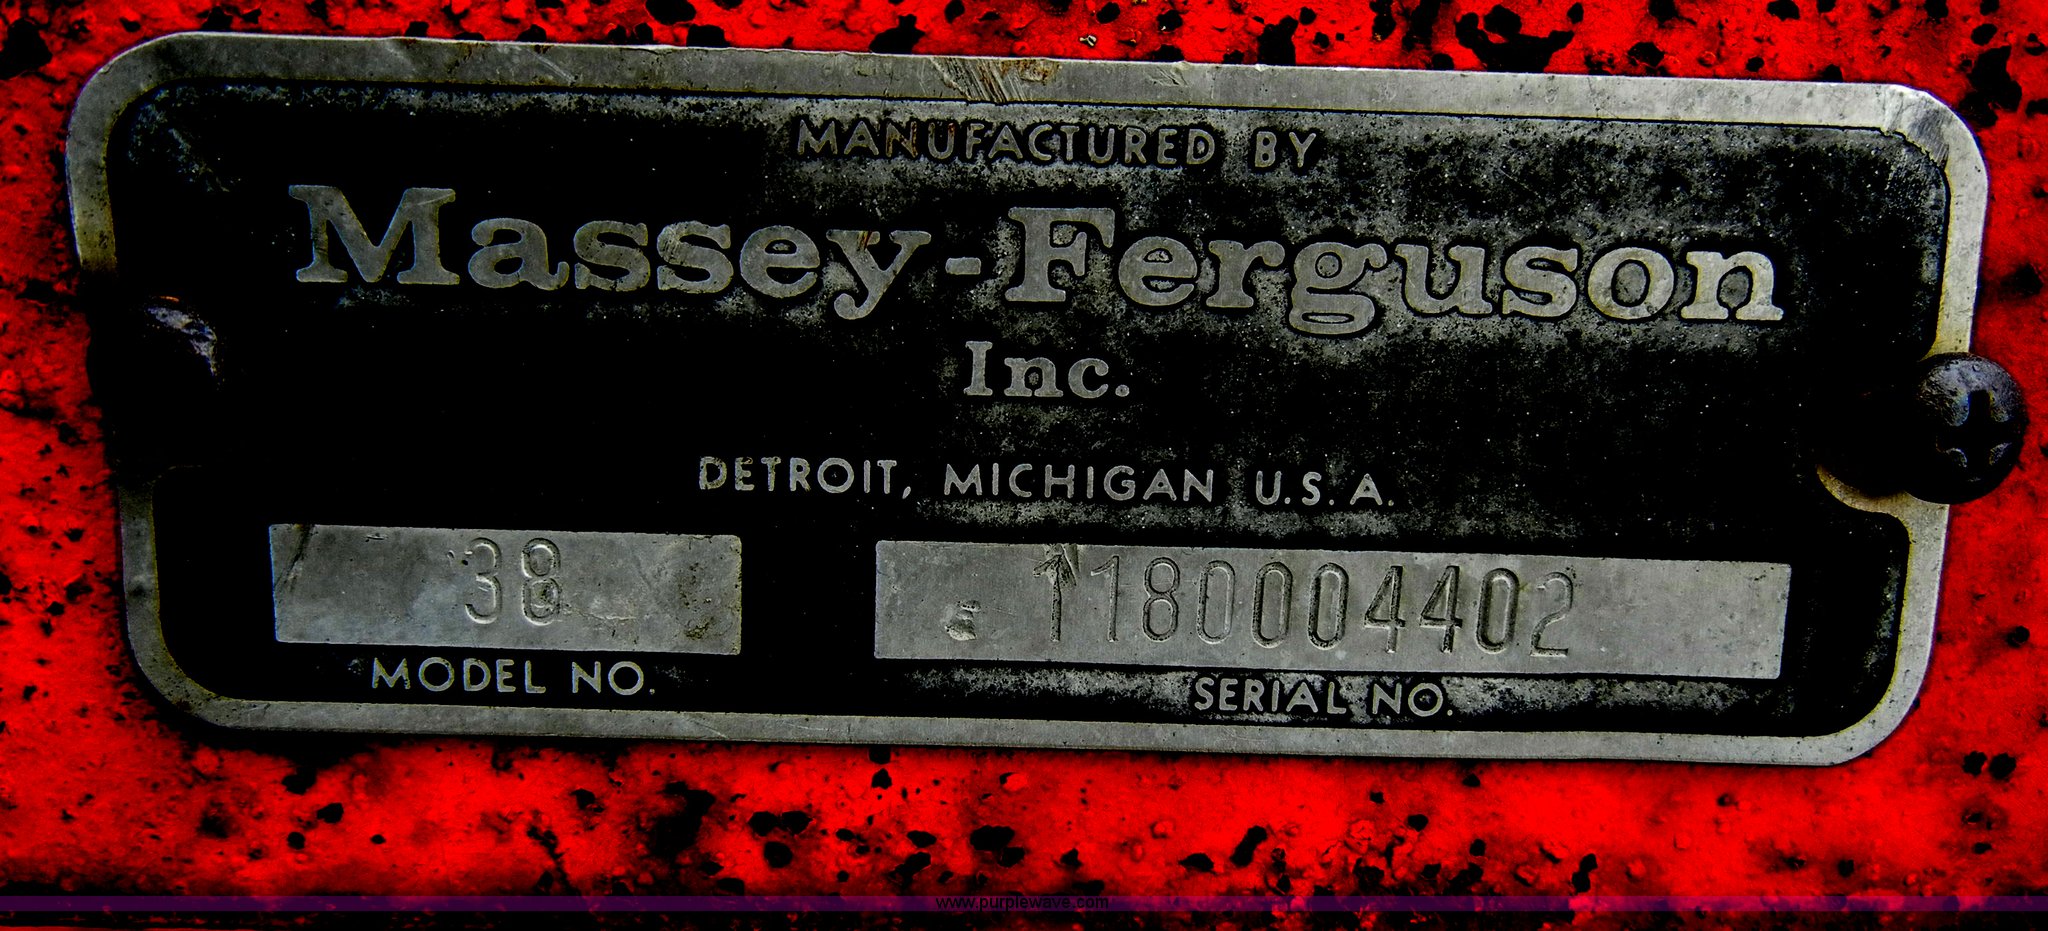 MANUFACTURED BY
Massey-Ferguson
Inc.
DETROIT, MICHIGAN U.S.A.
38 1180004402
MODEL NO. SERIAL NO.
www.purplewave.com